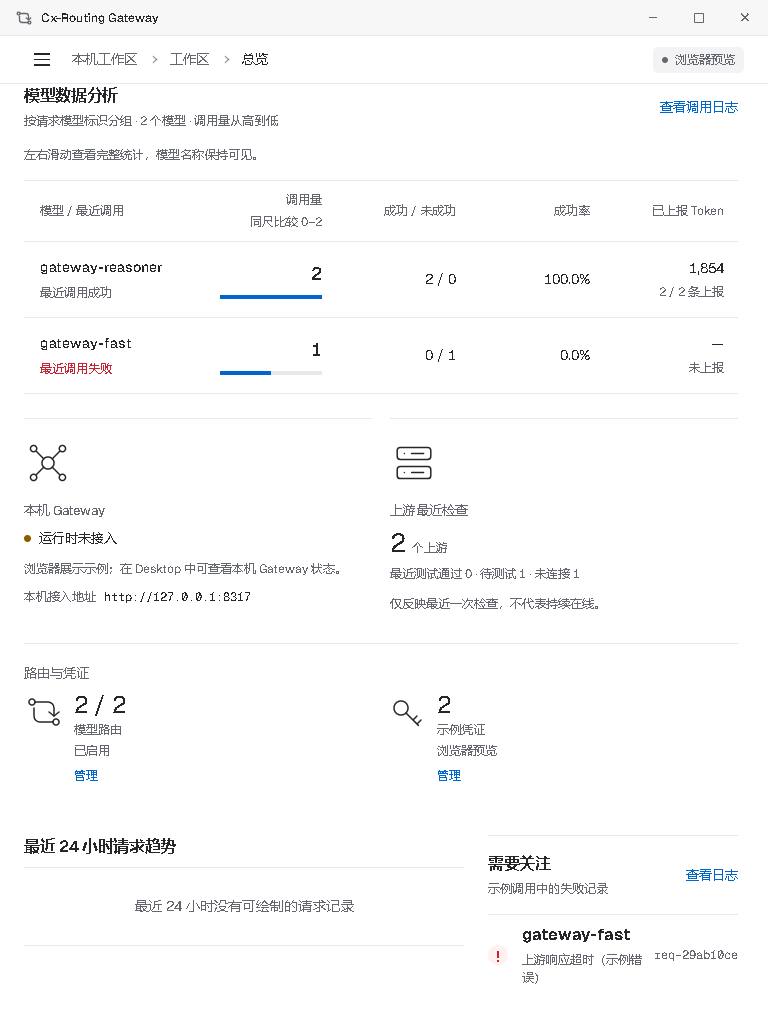 Cx-Routing Gateway
本机工作区 > 工作区 > 总览
浏览器预览
模型数据分析
按请求模型标识分组 · 2 个模型 · 调用量从高到低
查看调用日志
左右滑动查看完整统计，模型名称保持可见。
模型 / 最近调用
调用量
同尺比较 0–2
成功 / 未成功
成功率
已上报 Token
gateway-reasoner
最近调用成功
2
2 / 0
100.0%
1,854
2 / 2 条上报
gateway-fast
最近调用失败
1
0 / 1
0.0%
—
未上报
本机 Gateway
运行时未接入
浏览器展示示例；在 Desktop 中可查看本机 Gateway 状态。
本机接入地址 http://127.0.0.1:8317
上游最近检查
2 个上游
最近测试通过 0 · 待测试 1 · 未连接 1
仅反映最近一次检查，不代表持续在线。
路由与凭证
2 / 2
模型路由
已启用
管理
2
示例凭证
浏览器预览
管理
最近 24 小时请求趋势
最近 24 小时没有可绘制的请求记录
需要关注
示例调用中的失败记录
查看日志
gateway-fast
上游响应超时（示例错
误）
req-29ab10ce